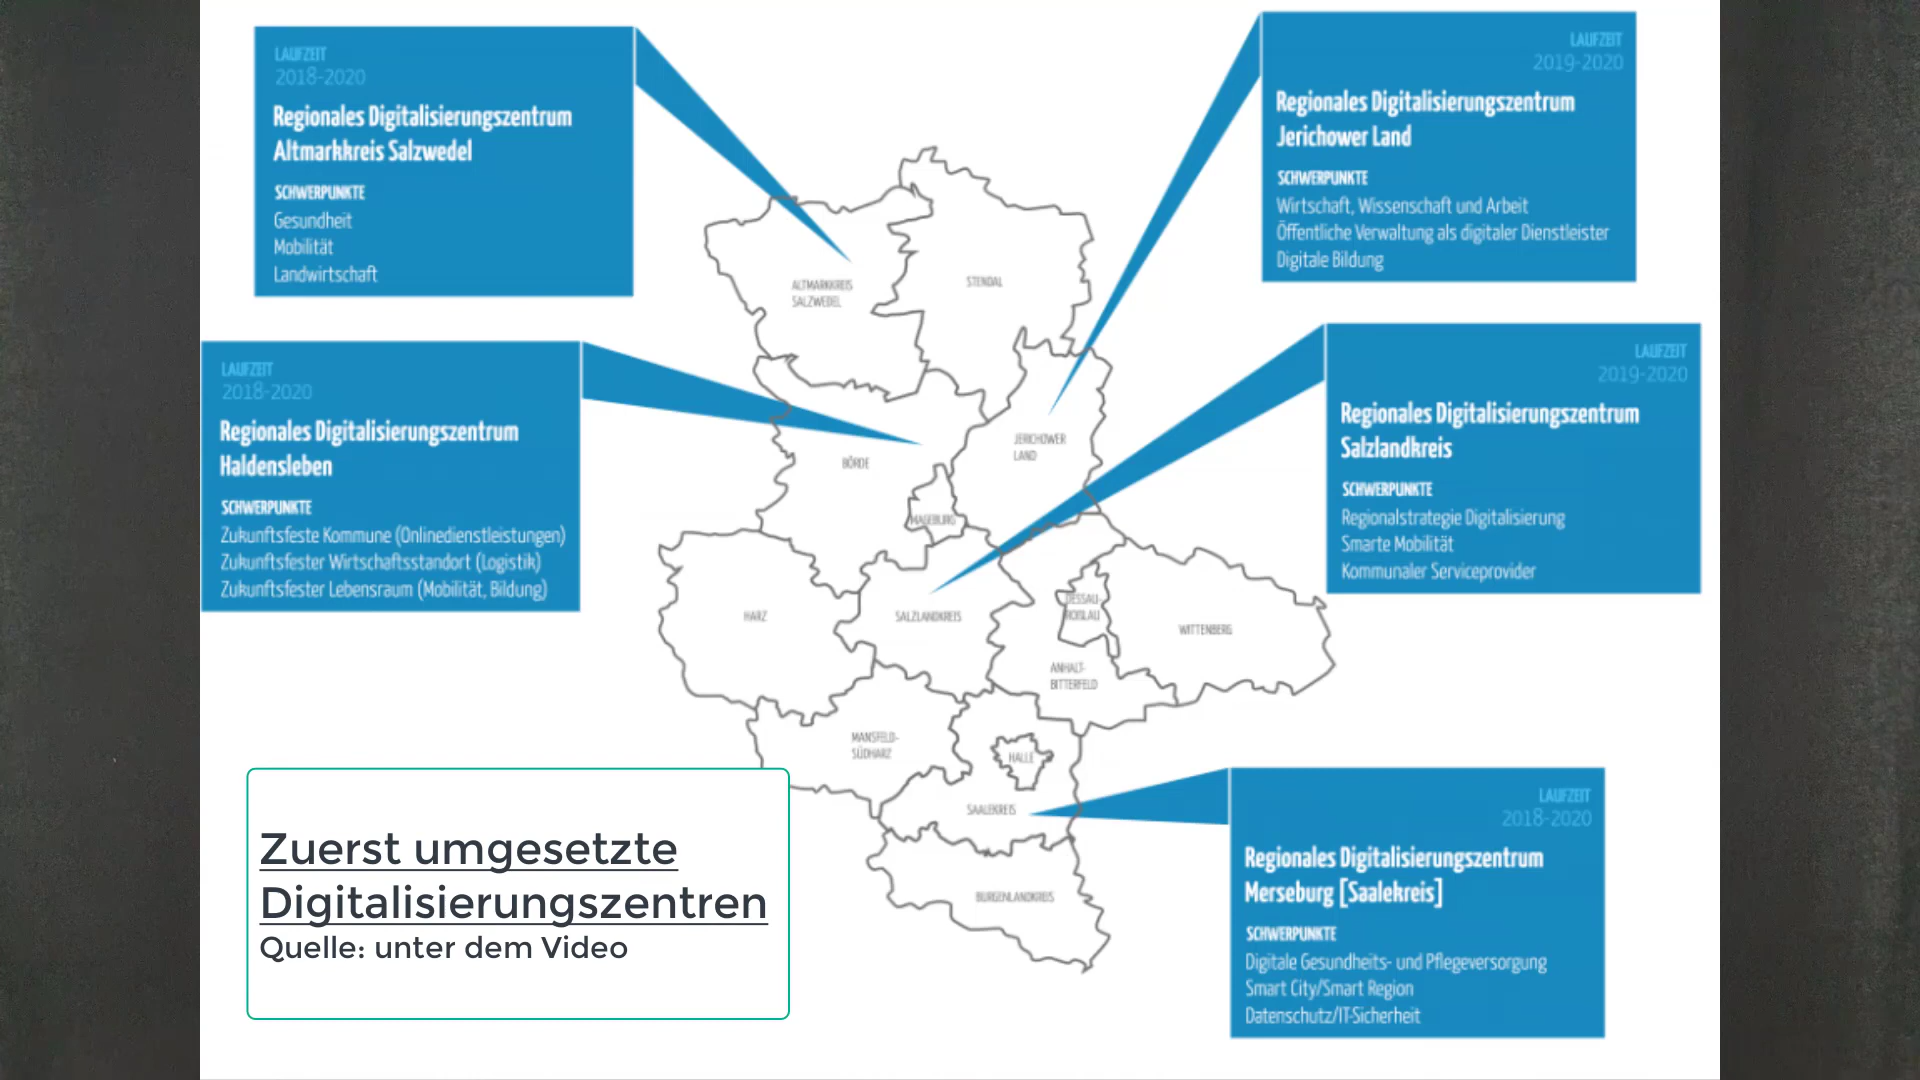 LAUFZEIT
2018-2020
Regionales Digitalisierungszentrum
Altmarkkreis Salzwedel
SCHWERPUNKTE
Gesundheit
Mobilität
Landwirtschaft
LAUFZEIT
2019-2020
Regionales Digitalisierungszentrum
Jerichower Land
SCHWERPUNKTE
Wirtschaft, Wissenschaft und Arbeit
Öffentliche Verwaltung als digitaler Dienstleister
Digitale Bildung
LAUFZEIT
2018-2020
Regionales Digitalisierungszentrum
Haldensleben
SCHWERPUNKTE
Zukunftsfeste Kommune (Onlinedienstleistungen)
Zukunftsfester Wirtschaftsstandort (Logistik)
Zukunftsfester Lebensraum (Mobilität, Bildung)
LAUFZEIT
2019-2020
Regionales Digitalisierungszentrum
Salzlandkreis
SCHWERPUNKTE
Regionalstrategie Digitalisierung
Smarte Mobilität
Kommunaler Serviceprovider
ALTMARKKREIS
SALZWEDEL
STENDAL
BÖRDE
JERICHOWER
LAND
MAGEBURG
HARZ
SALZLANDKREIS
DESSAU-
ROßLAU
WITTENBERG
ANHALT-
BITTERFELD
MANSFELD-
SÜDHARZ
HALLE
SAALEKREIS
BURGENLANDKREIS
Zuerst umgesetzte
Digitalisierungszentren
Quelle: unter dem Video
LAUFZEIT
2018-2020
Regionales Digitalisierungszentrum
Merseburg [Saalekreis]
SCHWERPUNKTE
Digitale Gesundheits- und Pflegeversorgung
Smart City/Smart Region
Datenschutz/IT-Sicherheit